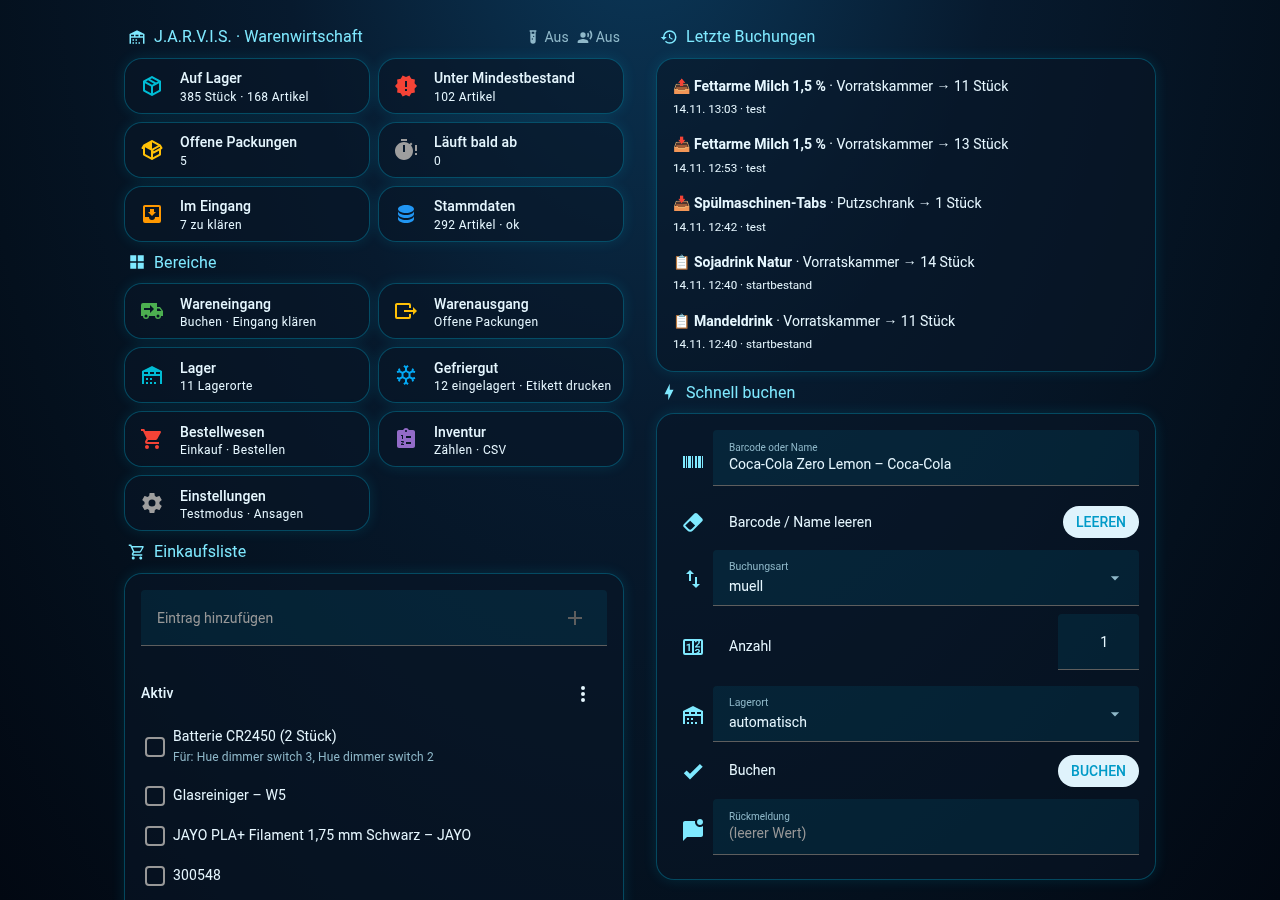 J.A.R.V.I.S. · Warenwirtschaft
Aus
Aus
Auf Lager
385 Stück · 168 Artikel
Unter Mindestbestand
102 Artikel
Offene Packungen
5
Läuft bald ab
0
Im Eingang
7 zu klären
Stammdaten
292 Artikel · ok
Bereiche
Wareneingang
Buchen · Eingang klären
Warenausgang
Offene Packungen
Lager
11 Lagerorte
Gefriergut
12 eingelagert · Etikett drucken
Bestellwesen
Einkauf · Bestellen
Inventur
Zählen · CSV
Einstellungen
Testmodus · Ansagen
Einkaufsliste
Eintrag hinzufügen
Aktiv
Batterie CR2450 (2 Stück)
Für: Hue dimmer switch 3, Hue dimmer switch 2
Glasreiniger – W5
JAYO PLA+ Filament 1,75 mm Schwarz – JAYO
300548
Letzte Buchungen
📤 Fettarme Milch 1,5 % · Vorratskammer → 11 Stück
14.11. 13:03 · test
📥 Fettarme Milch 1,5 % · Vorratskammer → 13 Stück
14.11. 12:53 · test
📥 Spülmaschinen-Tabs · Putzschrank → 1 Stück
14.11. 12:42 · test
📋 Sojadrink Natur · Vorratskammer → 14 Stück
14.11. 12:40 · startbestand
📋 Mandeldrink · Vorratskammer → 11 Stück
14.11. 12:40 · startbestand
Schnell buchen
Barcode oder Name
Coca-Cola Zero Lemon – Coca-Cola
Barcode / Name leeren
LEEREN
Buchungsart
muell
Anzahl
1
Lagerort
automatisch
Buchen
BUCHEN
Rückmeldung
(leerer Wert)